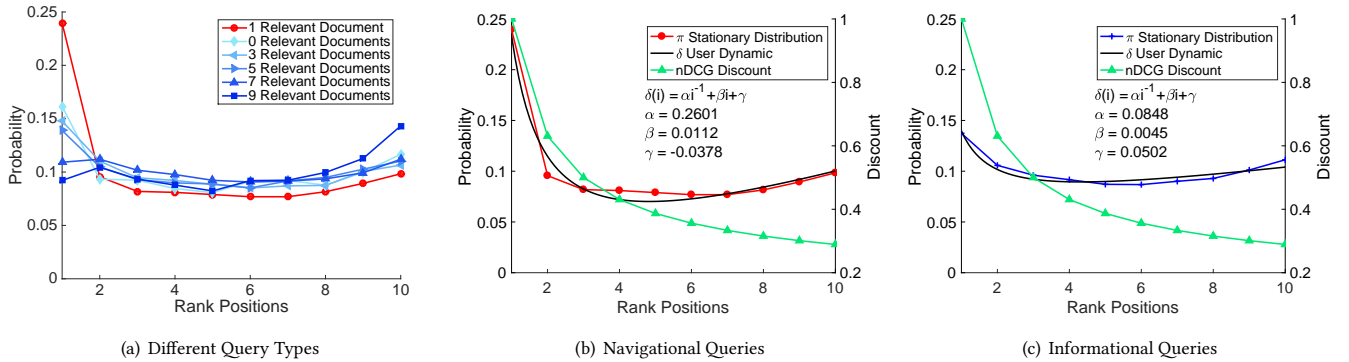 0.25
0.2
0.15
0.1
0.05
0
2
4
6
8
10
Probability
Rank Positions
1 Relevant Document
0 Relevant Documents
3 Relevant Documents
5 Relevant Documents
7 Relevant Documents
9 Relevant Documents
(a) Different Query Types
0.25
0.2
0.15
0.1
0.05
0
2
4
6
8
10
1
0.8
0.6
0.4
0.2
Probability
Discount
Rank Positions
π Stationary Distribution
δ User Dynamic
nDCG Discount
δ(i) = αi⁻¹+βi+γ
α = 0.2601
β = 0.0112
γ = -0.0378
(b) Navigational Queries
0.25
0.2
0.15
0.1
0.05
0
2
4
6
8
10
1
0.8
0.6
0.4
0.2
Probability
Discount
Rank Positions
π Stationary Distribution
δ User Dynamic
nDCG Discount
δ(i) = αi⁻¹+βi+γ
α = 0.0848
β = 0.0045
γ = 0.0502
(c) Informational Queries